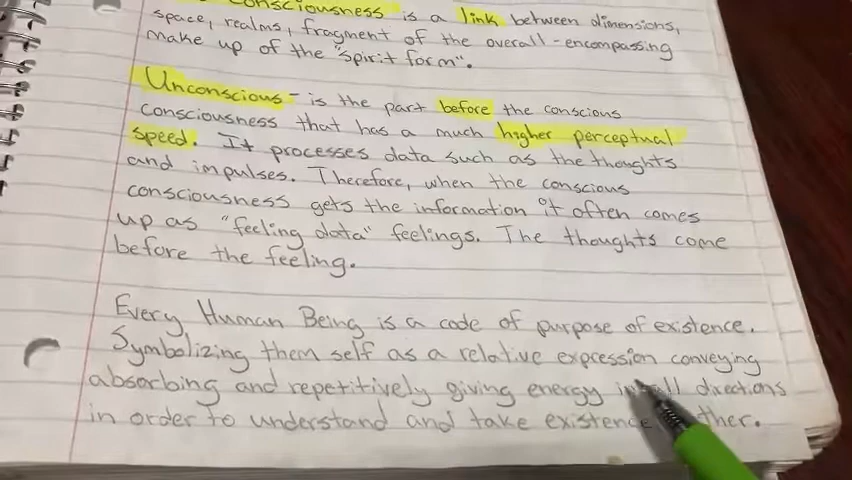 Consciousness is a link between dimensions,
space, realms, fragment of the overall-encompassing
make up of the "spirit form".
Unconscious - is the part before the conscious
consciousness that has a much higher perceptual
speed. It processes data such as the thoughts
and impulses. Therefore, when the conscious
consciousness gets the information it often comes
up as "feeling data" feelings. The thoughts come
before the feeling.
Every Human Being is a code of purpose of existence.
Symbolizing them self as a relative expression conveying
absorbing and repetitively giving energy in all directions
in order to understand and take existence